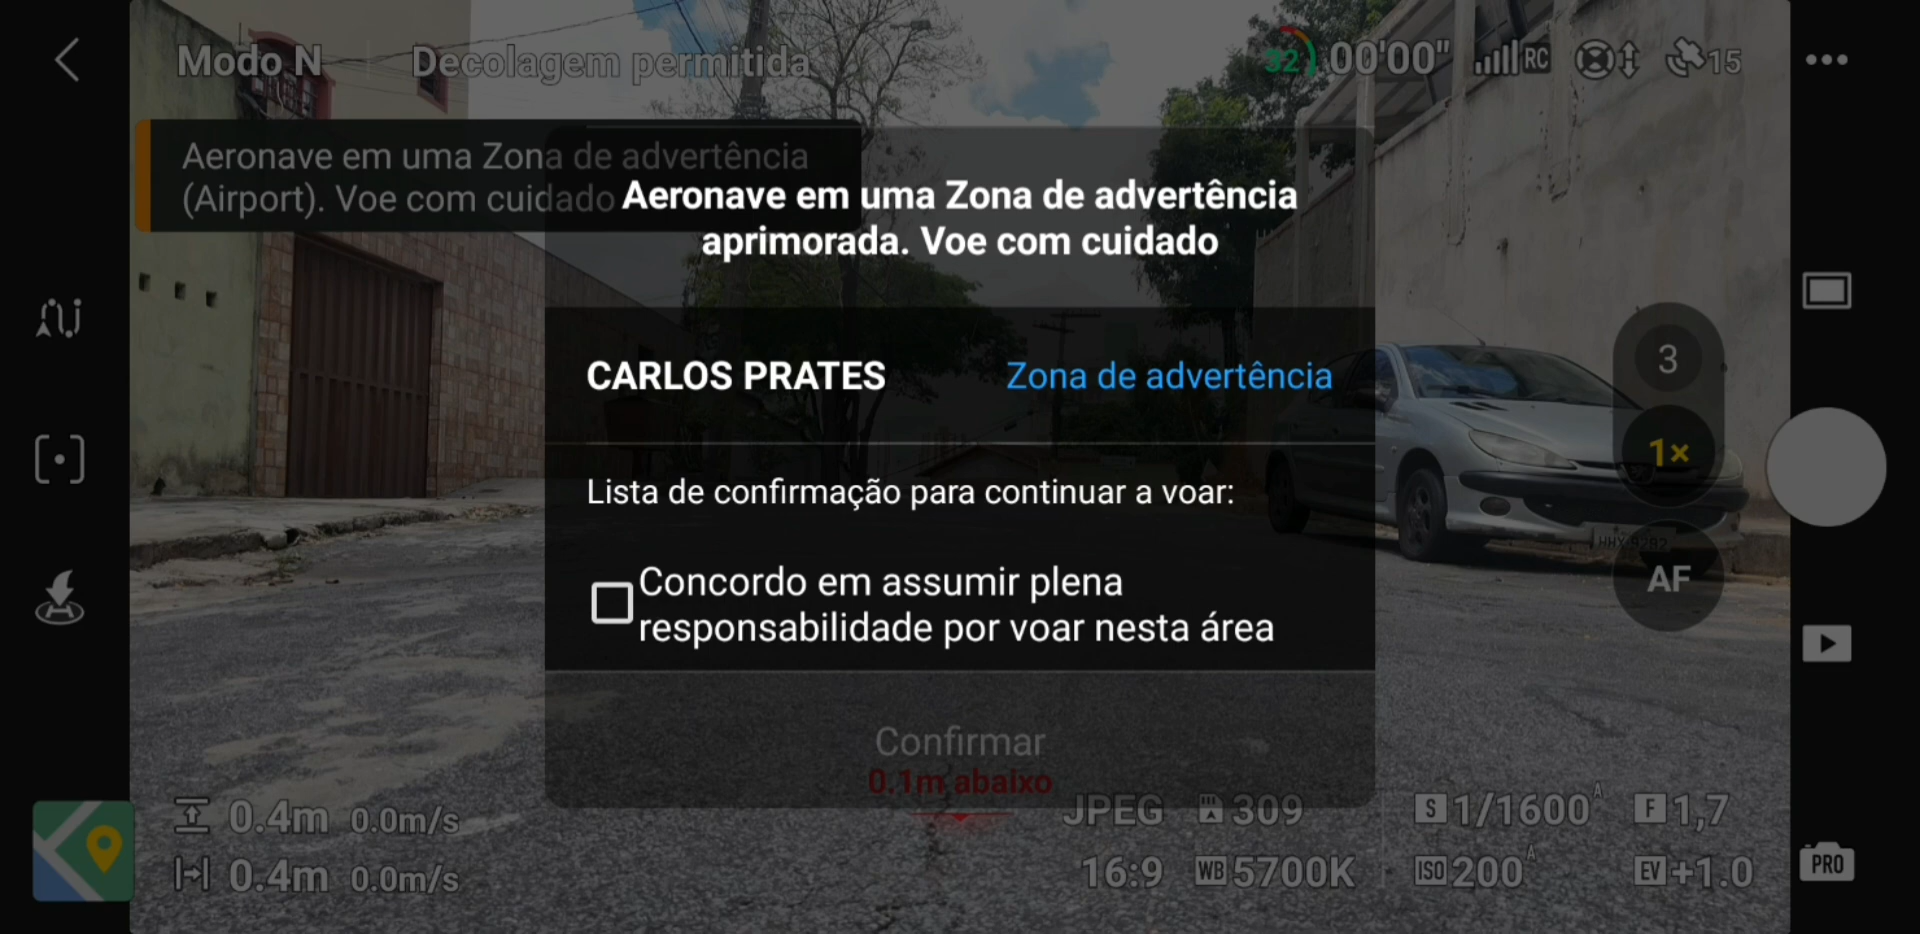 Modo N
Decolagem permitida
32
00'00"
RC
15
Aeronave em uma Zona de advertência
(Airport). Voe com cuidado
Aeronave em uma Zona de advertência
aprimorada. Voe com cuidado
CARLOS PRATES
Zona de advertência
Lista de confirmação para continuar a voar:
Concordo em assumir plena
responsabilidade por voar nesta área
Confirmar
0.1m abaixo
3
1×
AF
HHX-9282
0.4m 0.0m/s
0.4m 0.0m/s
JPEG 309
S 1/1600 A
F 1,7
16:9 WB 5700K
ISO 200 A
EV +1.0
PRO